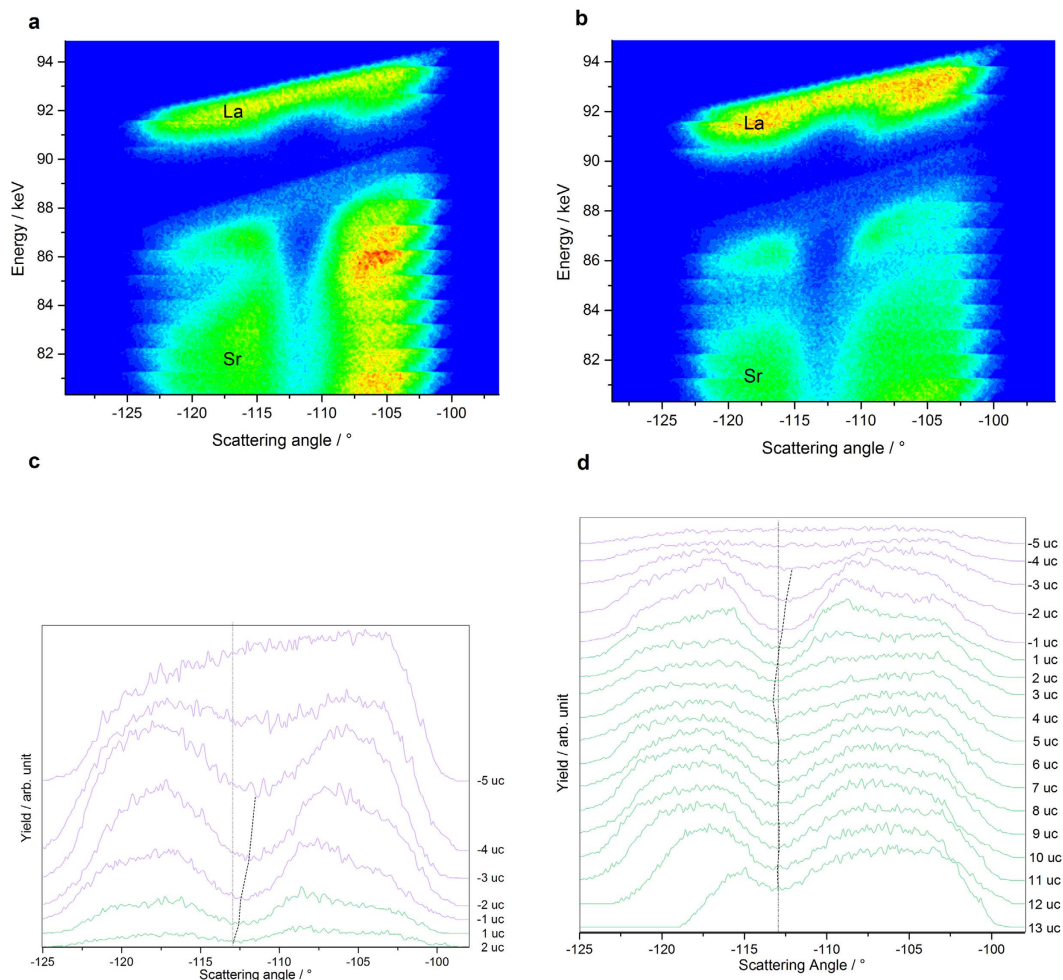 a
94
92
90
88
86
84
82
Energy / keV
La
Sr
-125 -120 -115 -110 -105 -100
Scattering angle / °
b
94
92
90
88
86
84
82
Energy / keV
La
Sr
-125 -120 -115 -110 -105 -100
Scattering angle / °
c
Yield / arb. unit
-5 uc
-4 uc
-3 uc
-2 uc
-1 uc
1 uc
2 uc
-125 -120 -115 -110 -105 -100
Scattering angle / °
d
Yield / arb. unit
-5 uc
-4 uc
-3 uc
-2 uc
-1 uc
1 uc
2 uc
3 uc
4 uc
5 uc
6 uc
7 uc
8 uc
9 uc
10 uc
11 uc
12 uc
13 uc
-125 -120 -115 -110 -105 -100
Scattering Angle / °